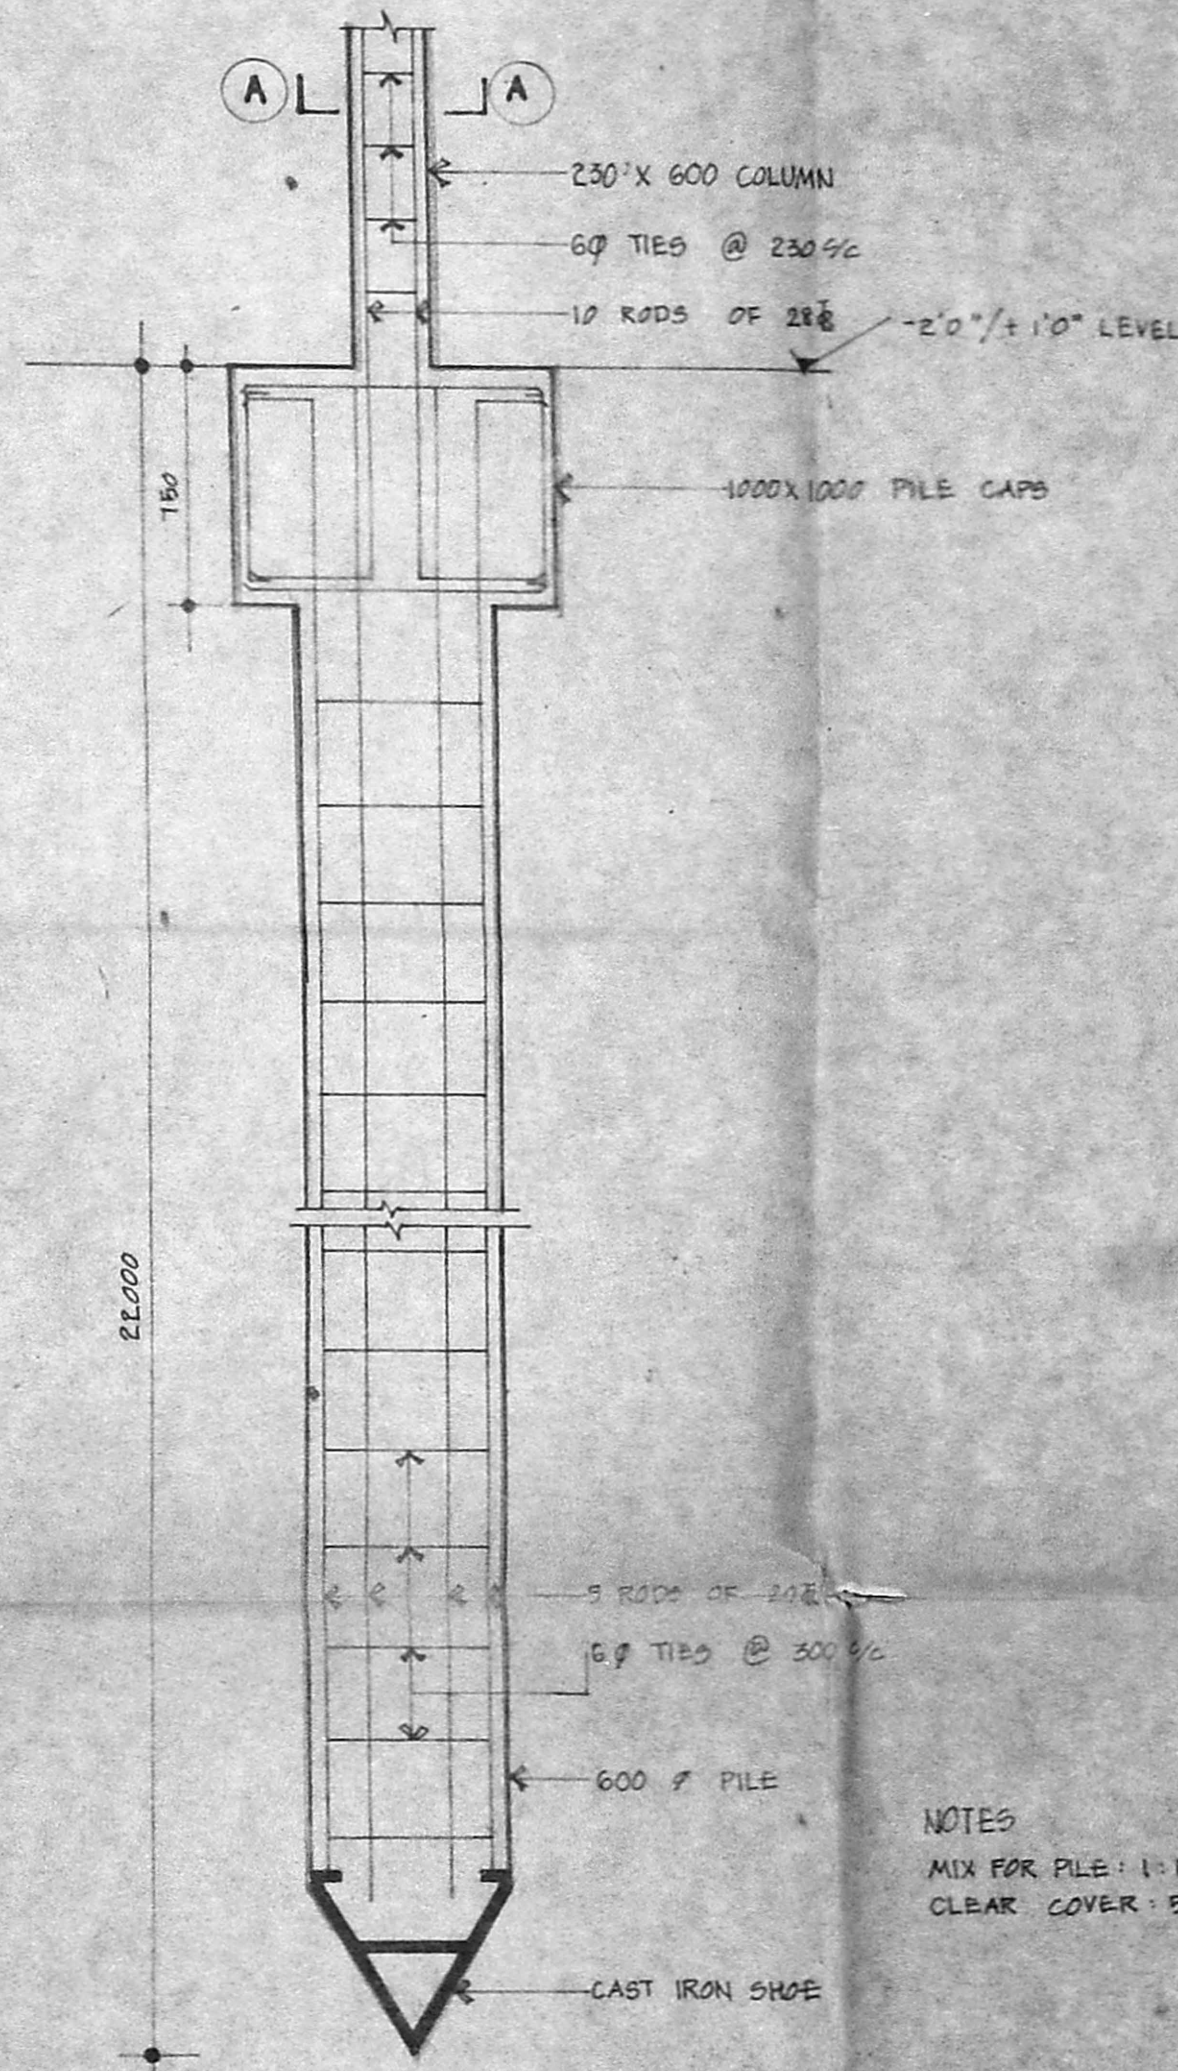 A A
230 X 600 COLUMN
6φ TIES @ 230 c/c
10 RODS OF 28
-2'0"/+1'0" LEVEL
750
1000X1000 PILE CAPS
22000
RODS OF 20
6φ TIES @ 300 c/c
600 φ PILE
NOTES
MIX FOR PILE : 1 :
CLEAR COVER :
CAST IRON SHOE